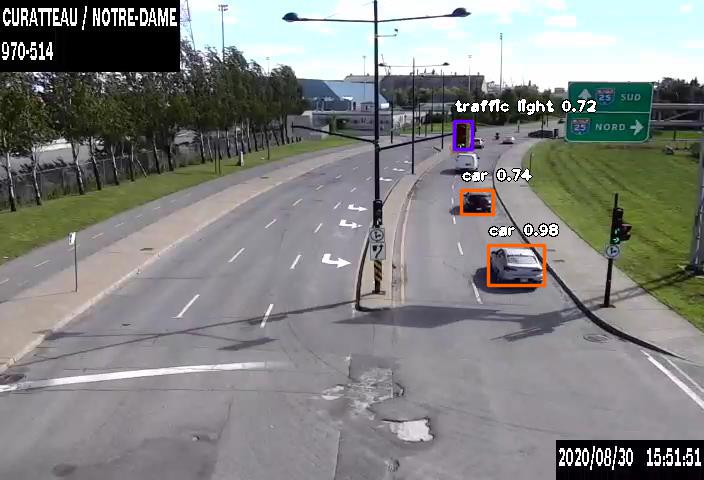 CURATTEAU / NOTRE-DAME
970-514
traffic light 0.72
25 SUD
25 NORD
car 0.74
car 0.98
2020/08/30 15:51:51